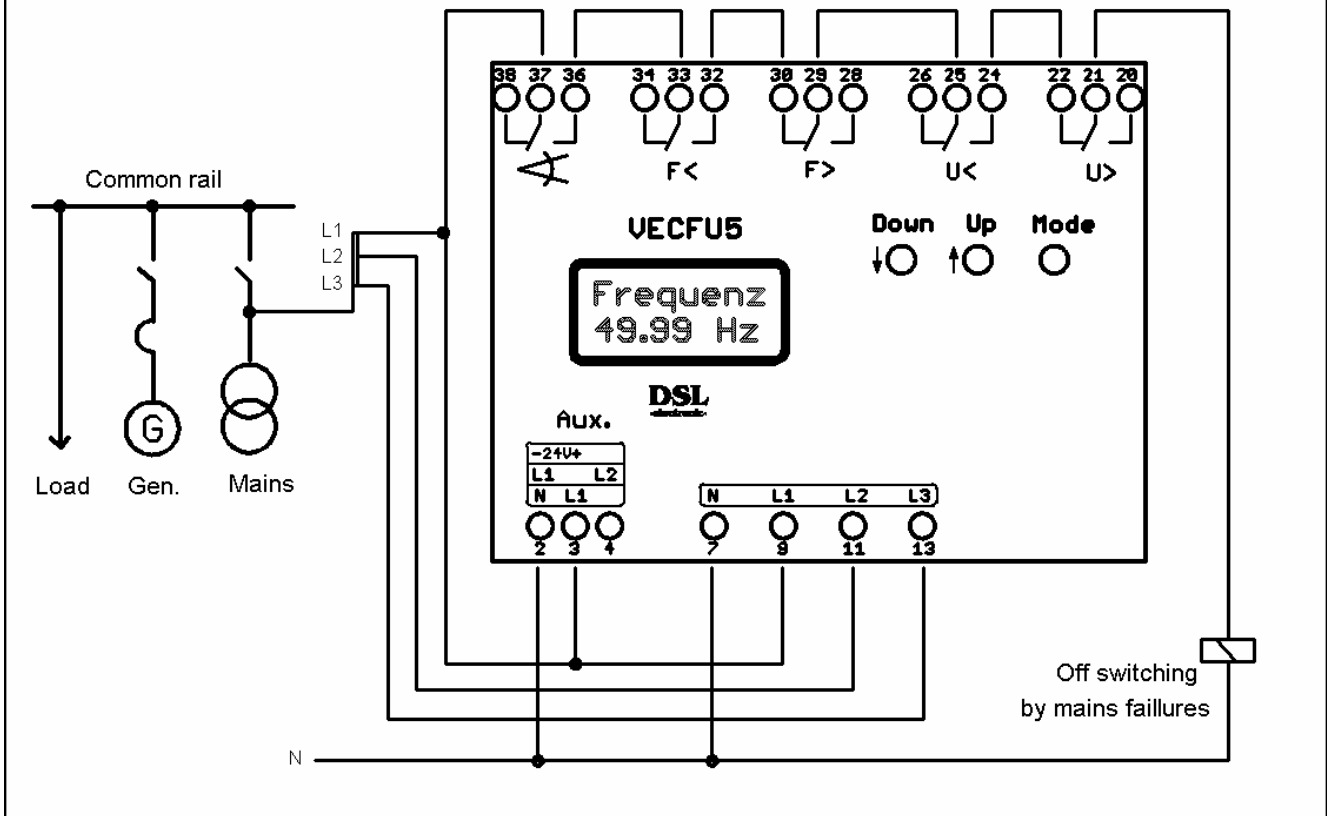 38 37 36 34 33 32 30 29 28 26 25 24 22 21 20
F< F> U< U>
Common rail
VECFU5
Down Up Mode
L1
L2
L3
Frequenz
49.99 Hz
DSL
electronic
Aux.
-24V+
L1 L2
N L1
N L1 L2 L3
2 3 4 7 9 11 13
G
Load Gen. Mains
Off switching
by mains faillures
N